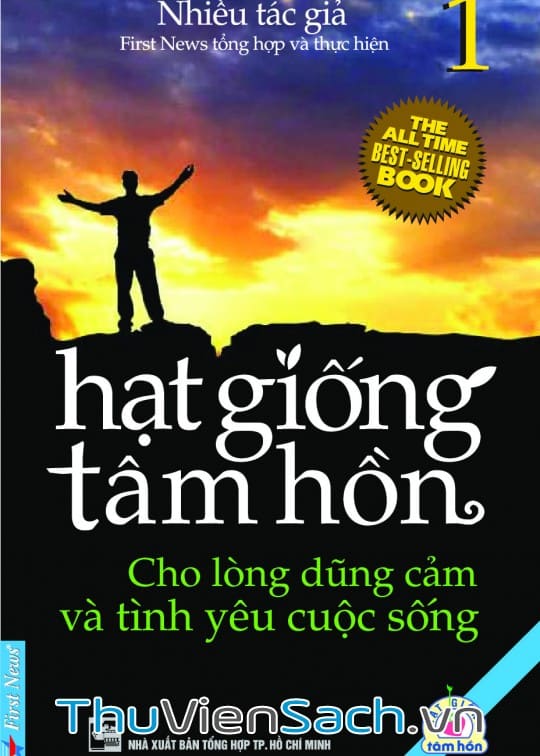 Nhiều tác giả
First News tổng hợp và thực hiện
1
THE
ALL TIME
BEST-SELLING
BOOK
hạt giống
tâm hồn
Cho lòng dũng cảm
và tình yêu cuộc sống
First News
ThuVienSach.vn
NHÀ XUẤT BẢN TỔNG HỢP TP. HỒ CHÍ MINH
tâm hồn